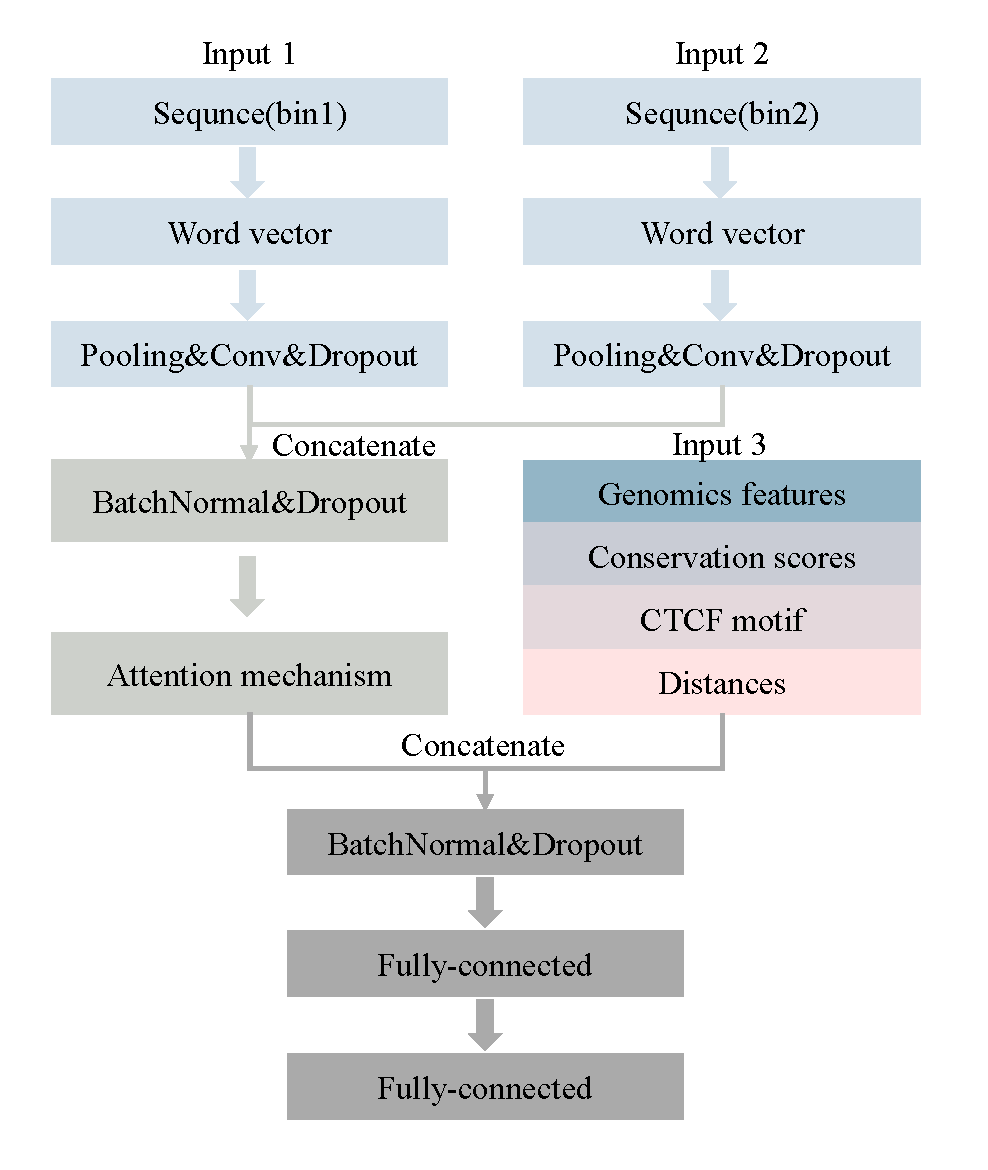 Input 1
Input 2
Sequnce(bin1)
Sequnce(bin2)
Word vector
Word vector
Pooling&Conv&Dropout
Pooling&Conv&Dropout
Concatenate
Input 3
BatchNormal&Dropout
Genomics features
Conservation scores
CTCF motif
Attention mechanism
Distances
Concatenate
BatchNormal&Dropout
Fully-connected
Fully-connected